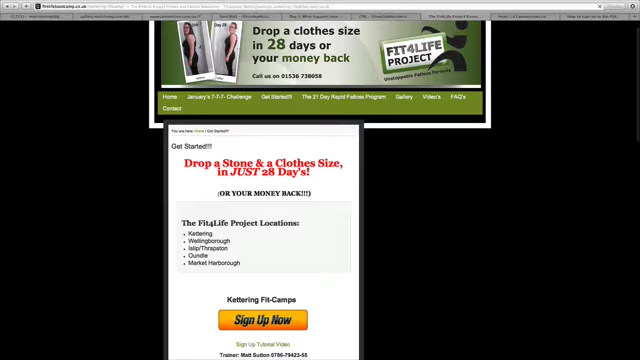 fit4lifebootcamp.co.uk
Drop a clothes size
in 28 days or
your money back
Call us on 01536 738058
FIT4LIFE
PROJECT
Unstoppable Fatloss Formula
Home January's 7-7-7- Challenge Get Started!!! The 21 Day Rapid Fatloss Program Gallery Video's FAQ's
Contact
You are here: Home / Get Started!!!
Get Started!!!
Drop a Stone & a Clothes Size,
in JUST 28 Day's!
(OR YOUR MONEY BACK!!!)
The Fit4Life Project Locations:
Kettering
Wellingborough
Islip/Thrapston
Oundle
Market Harborough
Kettering Fit-Camps
Sign Up Now
Sign Up Tutorial Video
Trainer: Matt Sutton 0786-79423-55